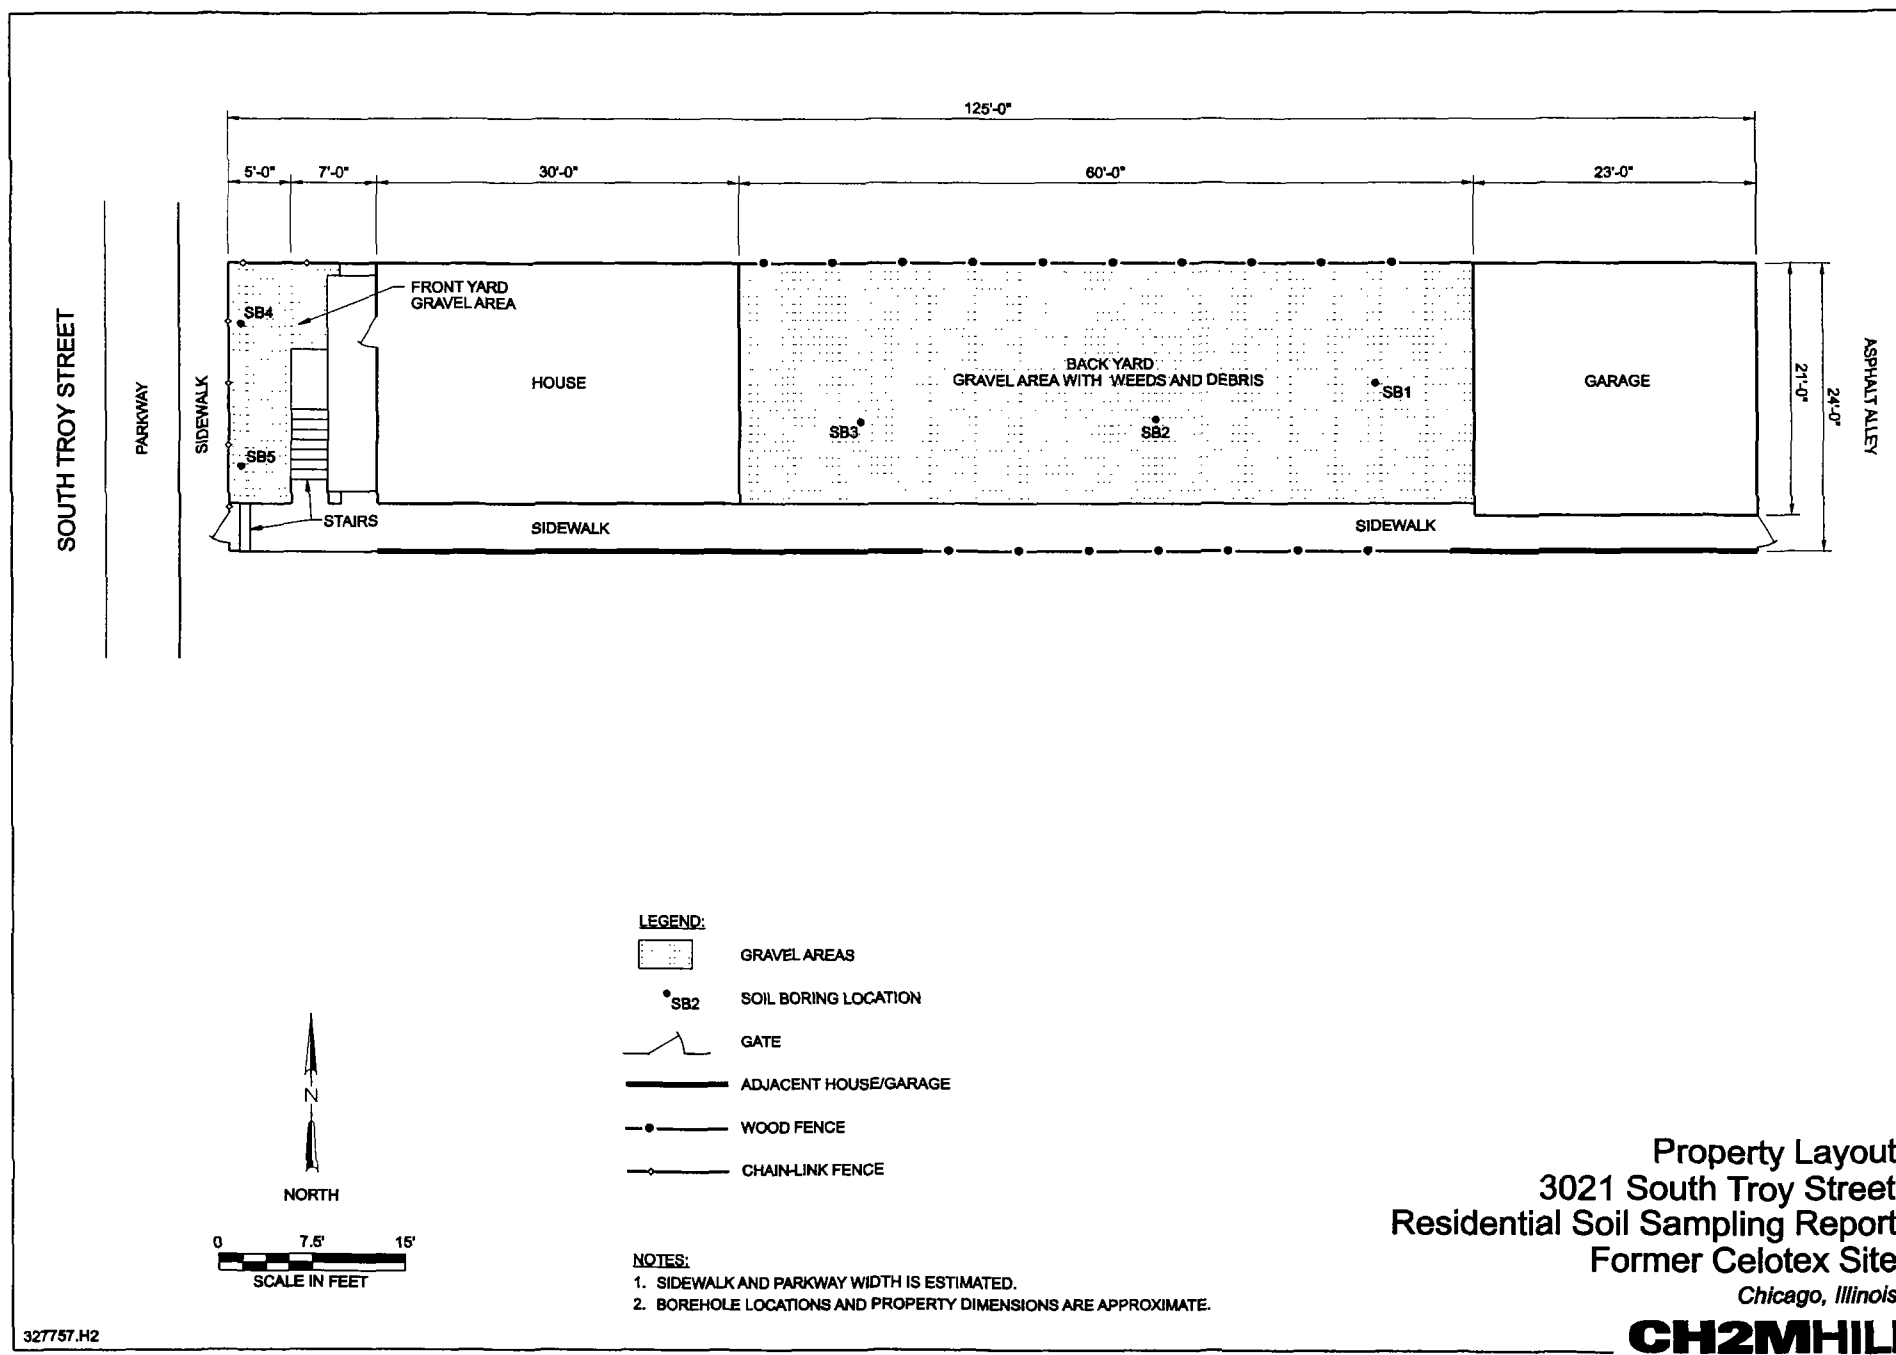 125'-0"
5'-0" 7'-0" 30'-0" 60'-0" 23'-0"
SOUTH TROY STREET
PARKWAY
SIDEWALK
SB4
FRONT YARD
GRAVEL AREA
SB5
STAIRS
HOUSE
BACK YARD
GRAVEL AREA WITH WEEDS AND DEBRIS
SB1
SB2
SB3
GARAGE
21'-0"
24'-0"
ASPHALT ALLEY
SIDEWALK
SIDEWALK
LEGEND:
GRAVEL AREAS
SB2 SOIL BORING LOCATION
GATE
ADJACENT HOUSE/GARAGE
WOOD FENCE
CHAIN-LINK FENCE
N
NORTH
0 7.5' 15'
SCALE IN FEET
NOTES:
1. SIDEWALK AND PARKWAY WIDTH IS ESTIMATED.
2. BOREHOLE LOCATIONS AND PROPERTY DIMENSIONS ARE APPROXIMATE.
Property Layout
3021 South Troy Street
Residential Soil Sampling Report
Former Celotex Site
Chicago, Illinois
CH2MHILL
327757.H2